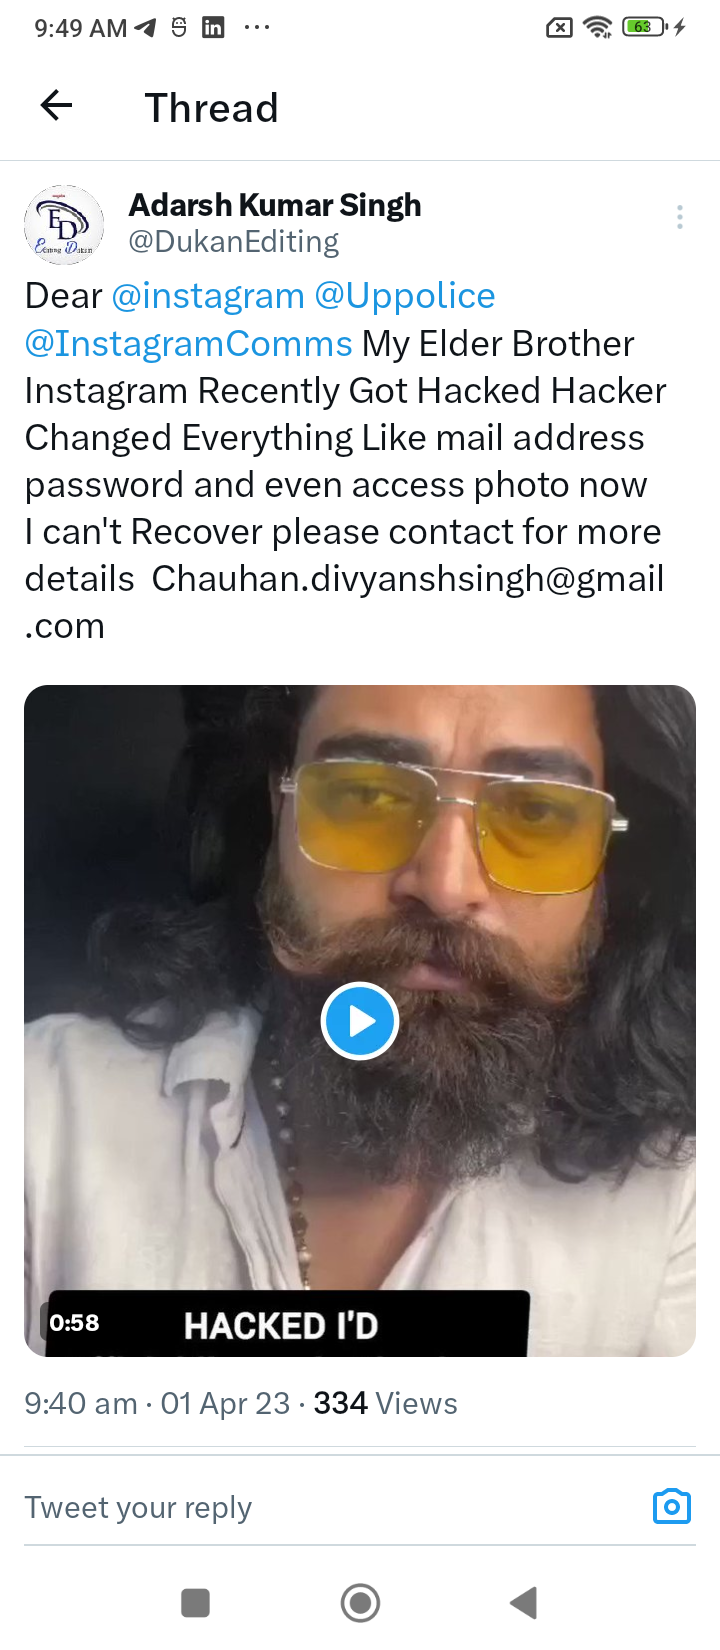 9:49 AM
63
Thread
ED
Editing Dukan
Adarsh Kumar Singh
@DukanEditing
Dear @instagram @Uppolice
@InstagramComms My Elder Brother
Instagram Recently Got Hacked Hacker
Changed Everything Like mail address
password and even access photo now
I can't Recover please contact for more
details  Chauhan.divyanshsingh@gmail
.com
0:58
HACKED I'D
9:40 am · 01 Apr 23 · 334 Views
Tweet your reply